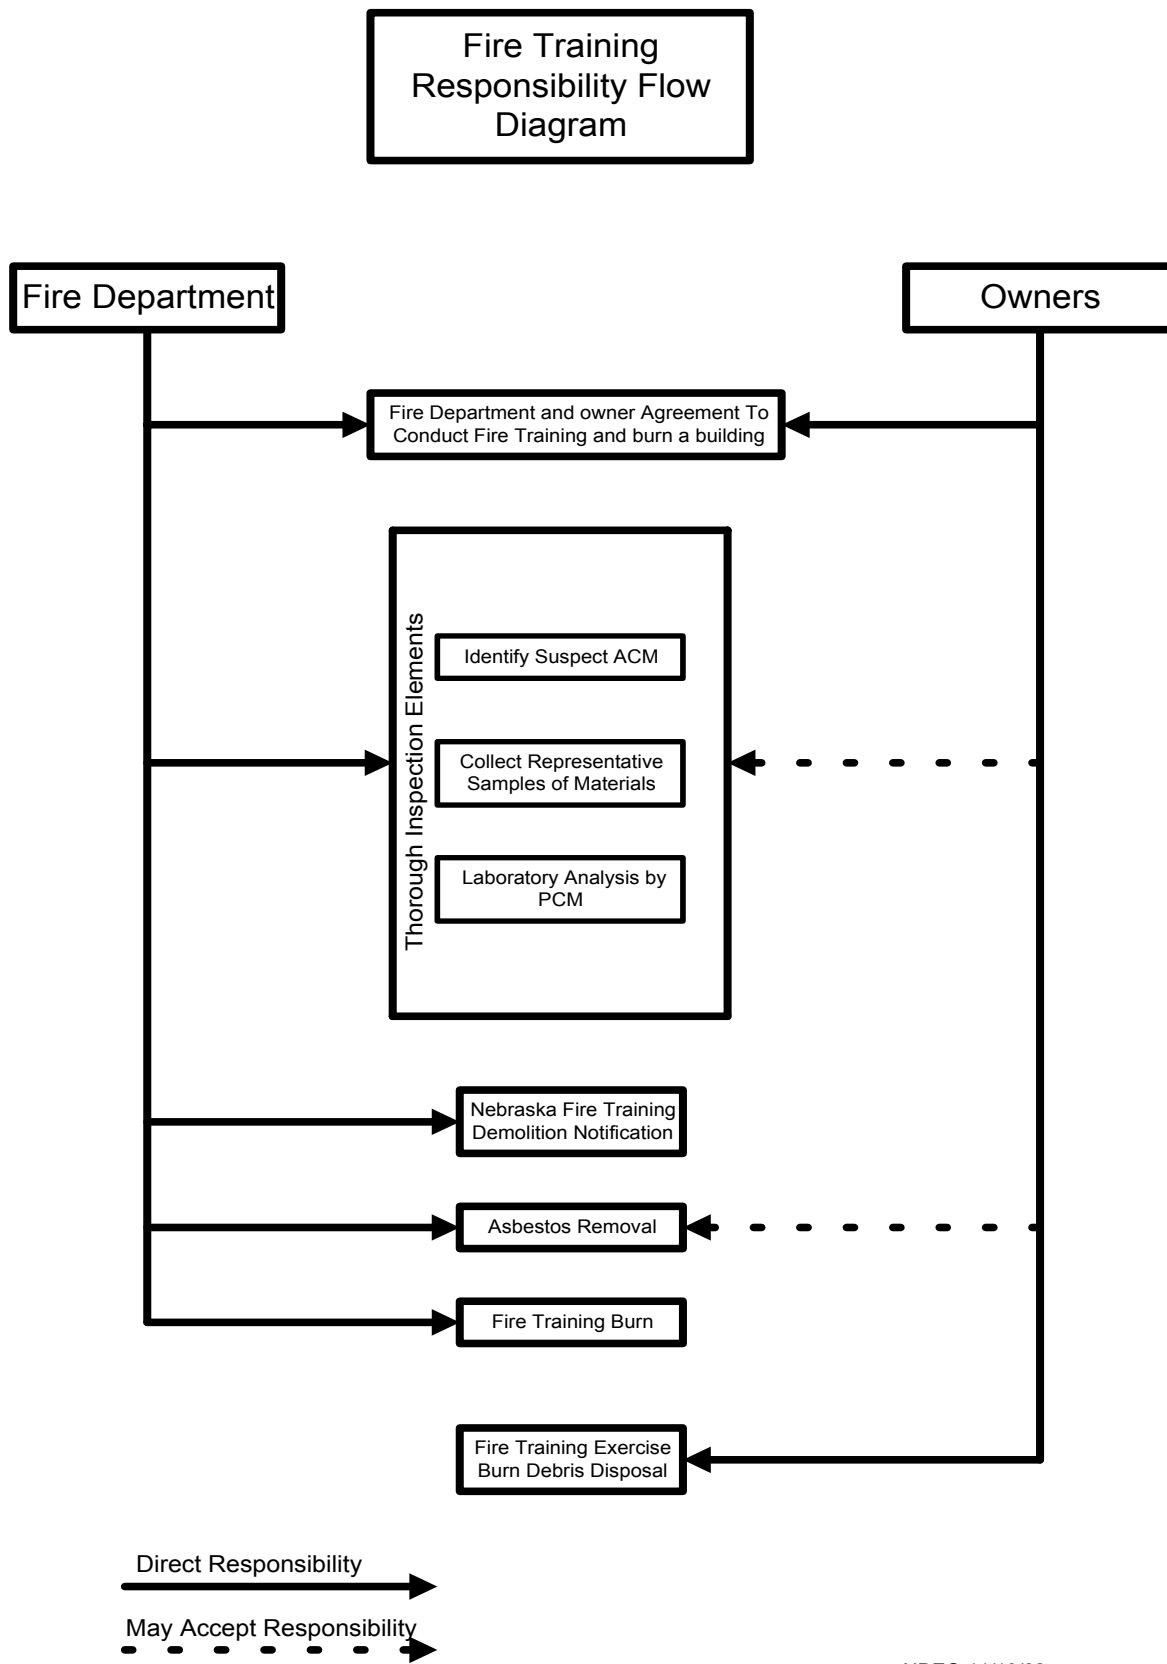 Fire Training
Responsibility Flow
Diagram
Fire Department
Owners
Fire Department and owner Agreement To
Conduct Fire Training and burn a building
Thorough Inspection Elements
Identify Suspect ACM
Collect Representative
Samples of Materials
Laboratory Analysis by
PCM
Nebraska Fire Training
Demolition Notification
Asbestos Removal
Fire Training Burn
Fire Training Exercise
Burn Debris Disposal
Direct Responsibility
May Accept Responsibility